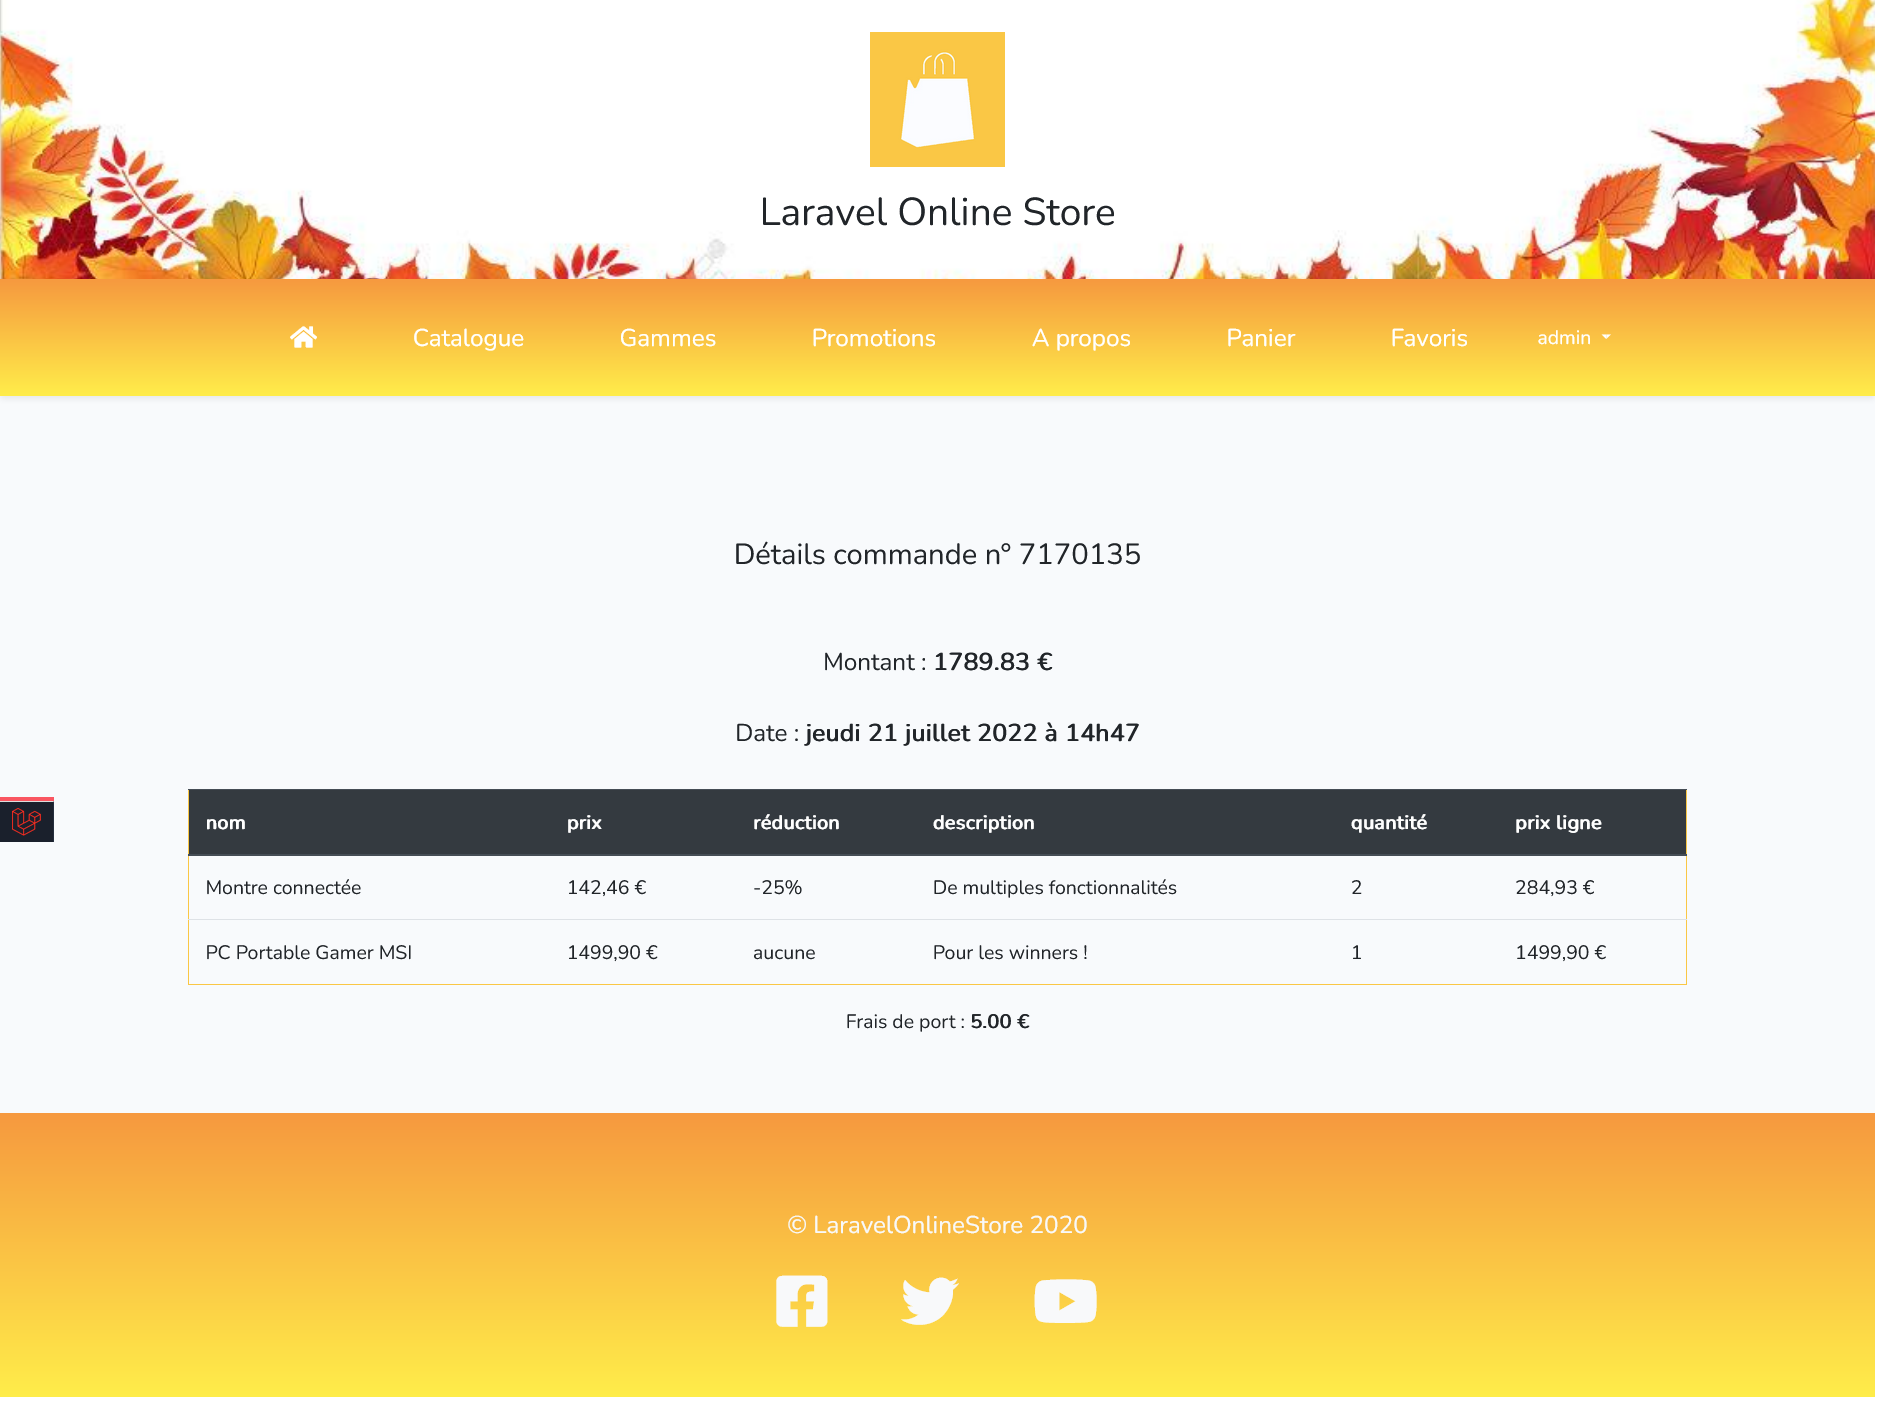 Laravel Online Store
Catalogue Gammes Promotions A propos Panier Favoris admin
Détails commande n° 7170135
Montant : 1789.83 €
Date : jeudi 21 juillet 2022 à 14h47
nom prix réduction description quantité prix ligne
Montre connectée 142,46 € -25% De multiples fonctionnalités 2 284,93 €
PC Portable Gamer MSI 1499,90 € aucune Pour les winners ! 1 1499,90 €
Frais de port : 5.00 €
© LaravelOnlineStore 2020